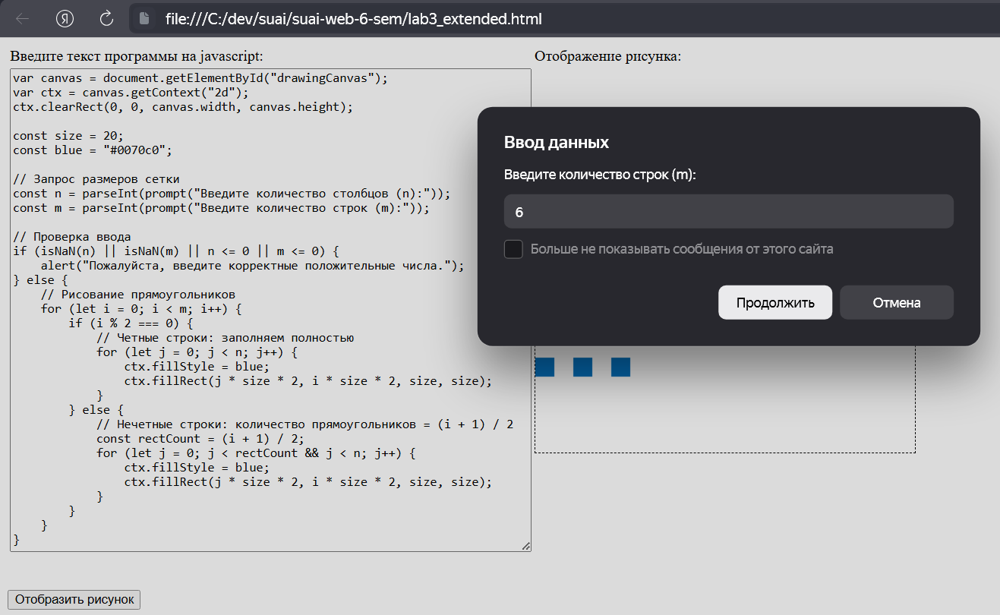 Я
file:///C:/dev/suai/suai-web-6-sem/lab3_extended.html
Введите текст программы на javascript:
Отображение рисунка:
var canvas = document.getElementById("drawingCanvas");
var ctx = canvas.getContext("2d");
ctx.clearRect(0, 0, canvas.width, canvas.height);
const size = 20;
const blue = "#0070c0";
// Запрос размеров сетки
const n = parseInt(prompt("Введите количество столбцов (n):"));
const m = parseInt(prompt("Введите количество строк (m):"));
// Проверка ввода
if (isNaN(n) || isNaN(m) || n <= 0 || m <= 0) {
    alert("Пожалуйста, введите корректные положительные числа.");
} else {
    // Рисование прямоугольников
    for (let i = 0; i < m; i++) {
        if (i % 2 === 0) {
            // Четные строки: заполняем полностью
            for (let j = 0; j < n; j++) {
                ctx.fillStyle = blue;
                ctx.fillRect(j * size * 2, i * size * 2, size, size);
            }
        } else {
            // Нечетные строки: количество прямоугольников = (i + 1) / 2
            const rectCount = (i + 1) / 2;
            for (let j = 0; j < rectCount && j < n; j++) {
                ctx.fillStyle = blue;
                ctx.fillRect(j * size * 2, i * size * 2, size, size);
            }
        }
    }
}
Ввод данных
Введите количество строк (m):
6
Больше не показывать сообщения от этого сайта
Продолжить
Отмена
Отобразить рисунок